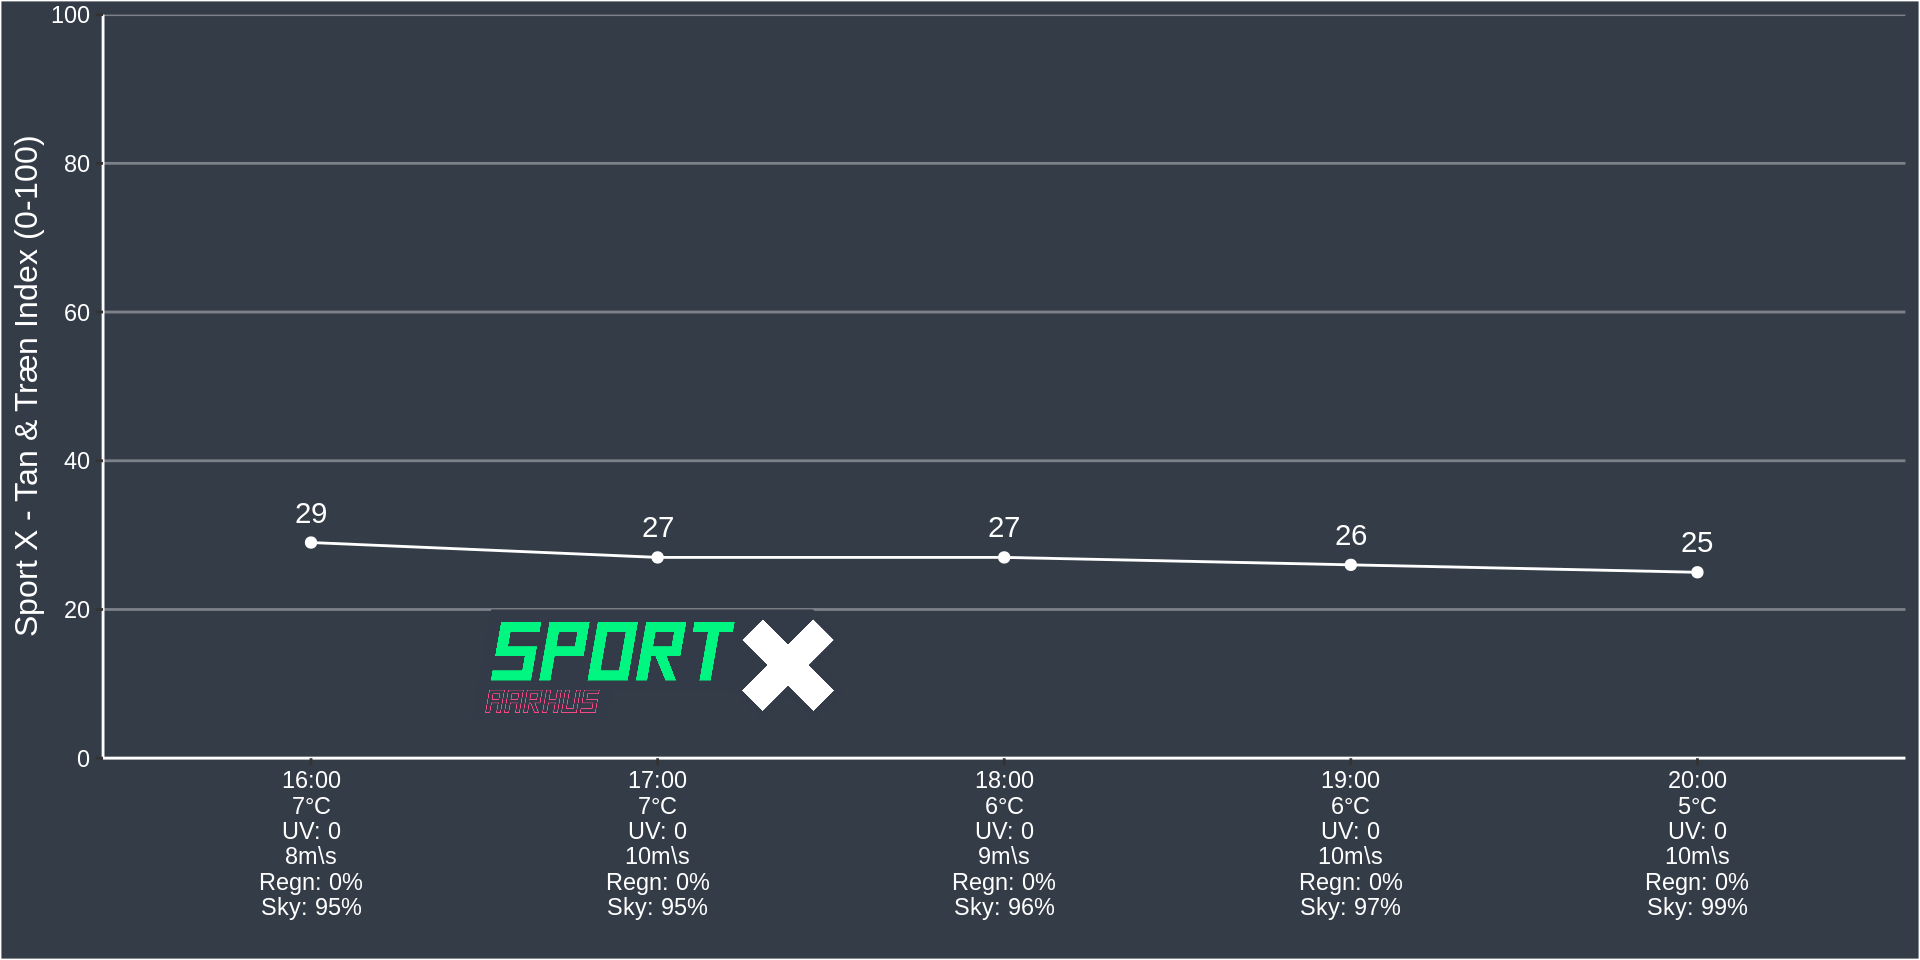 Sport X - Tan & Træn Index (0-100)
100
80
60
40
20
0
29
27
27
26
25
SPORT X
AARHUS
16:00
7°C
UV: 0
8m\s
Regn: 0%
Sky: 95%
17:00
7°C
UV: 0
10m\s
Regn: 0%
Sky: 95%
18:00
6°C
UV: 0
9m\s
Regn: 0%
Sky: 96%
19:00
6°C
UV: 0
10m\s
Regn: 0%
Sky: 97%
20:00
5°C
UV: 0
10m\s
Regn: 0%
Sky: 99%